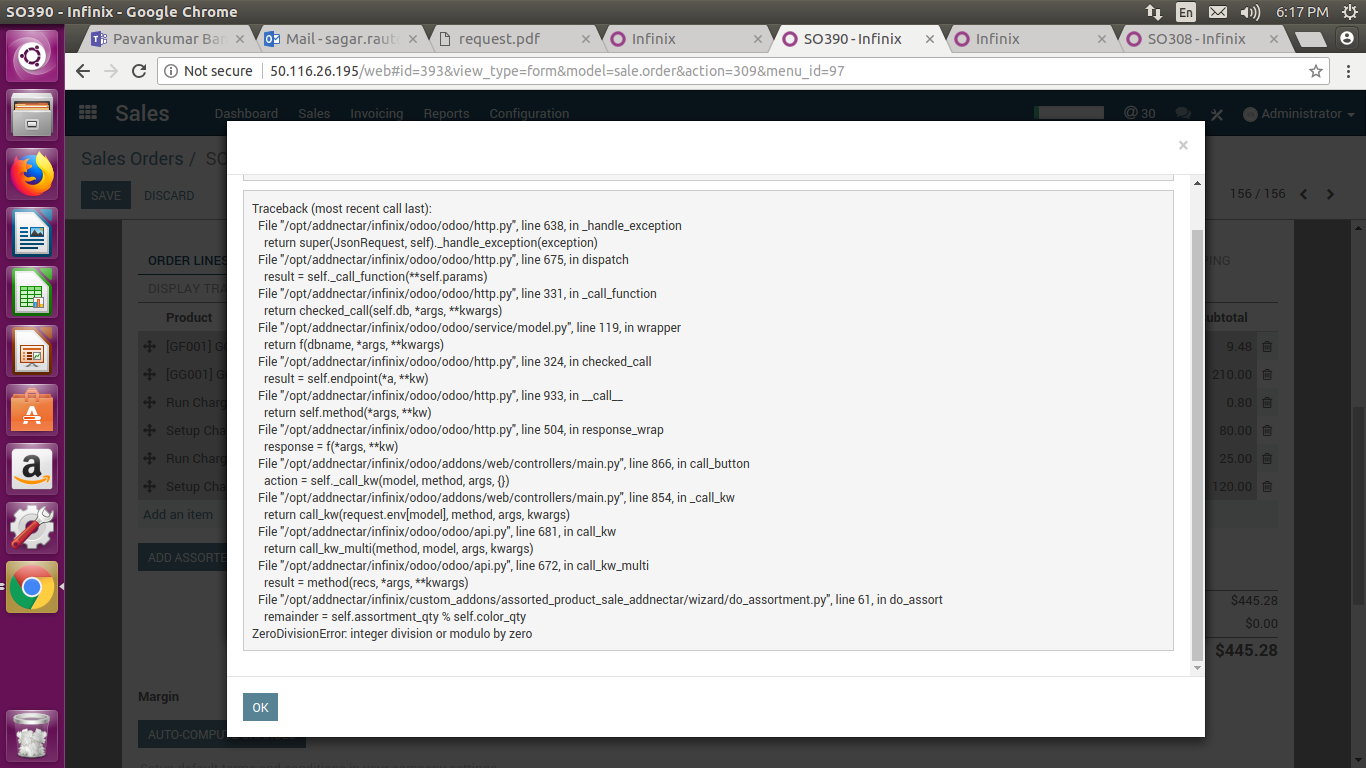 SO390 - Infinix - Google Chrome
En
6:17 PM
Pavankumar Ban
Mail - sagar.raut(
request.pdf
Infinix
SO390 - Infinix
Infinix
SO308 - Infinix
Not secure
50.116.26.195/web#id=393&view_type=form&model=sale.order&action=309&menu_id=97
Sales
Dashboard
Sales
Invoicing
Reports
Configuration
@ 30
Administrator
×
Sales Orders / SO
SAVE
DISCARD
156 / 156
Traceback (most recent call last):
File "/opt/addnectar/infinix/odoo/odoo/http.py", line 638, in _handle_exception
return super(JsonRequest, self)._handle_exception(exception)
File "/opt/addnectar/infinix/odoo/odoo/http.py", line 675, in dispatch
result = self._call_function(**self.params)
File "/opt/addnectar/infinix/odoo/odoo/http.py", line 331, in _call_function
return checked_call(self.db, *args, **kwargs)
File "/opt/addnectar/infinix/odoo/odoo/service/model.py", line 119, in wrapper
return f(dbname, *args, **kwargs)
File "/opt/addnectar/infinix/odoo/odoo/http.py", line 324, in checked_call
result = self.endpoint(*a, **kw)
File "/opt/addnectar/infinix/odoo/odoo/http.py", line 933, in __call__
return self.method(*args, **kw)
File "/opt/addnectar/infinix/odoo/odoo/http.py", line 504, in response_wrap
response = f(*args, **kw)
File "/opt/addnectar/infinix/odoo/addons/web/controllers/main.py", line 866, in call_button
action = self._call_kw(model, method, args, {})
File "/opt/addnectar/infinix/odoo/addons/web/controllers/main.py", line 854, in _call_kw
return call_kw(request.env[model], method, args, kwargs)
File "/opt/addnectar/infinix/odoo/odoo/api.py", line 681, in call_kw
return call_kw_multi(method, model, args, kwargs)
File "/opt/addnectar/infinix/odoo/odoo/api.py", line 672, in call_kw_multi
result = method(recs, *args, **kwargs)
File "/opt/addnectar/infinix/custom_addons/assorted_product_sale_addnectar/wizard/do_assortment.py", line 61, in do_assort
remainder = self.assortment_qty % self.color_qty
ZeroDivisionError: integer division or modulo by zero
OK
ORDER LINES
DISPLAY TRA
Product
ubtotal
[GF001] G
9.48
[GG001] G
210.00
Run Charg
0.80
Setup Cha
80.00
Run Charg
25.00
Setup Cha
120.00
Add an item
ADD ASSORTE
$445.28
$0.00
$445.28
Margin
AUTO-COMPU